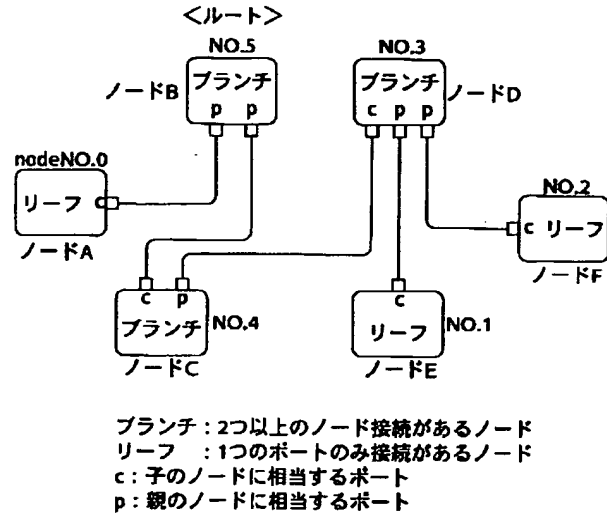 <ルート>
NO.5
NO.3
ノードB
ブランチ
p p
ブランチ
c p p
ノードD
nodeNO.0
リーフ c
ノードA
NO.2
c リーフ
ノードF
c p
ブランチ
NO.4
ノードC
c
リーフ
NO.1
ノードE
ブランチ:2つ以上のノード接続があるノード
リーフ :1つのポートのみ接続があるノード
c:子のノードに相当するポート
p:親のノードに相当するポート